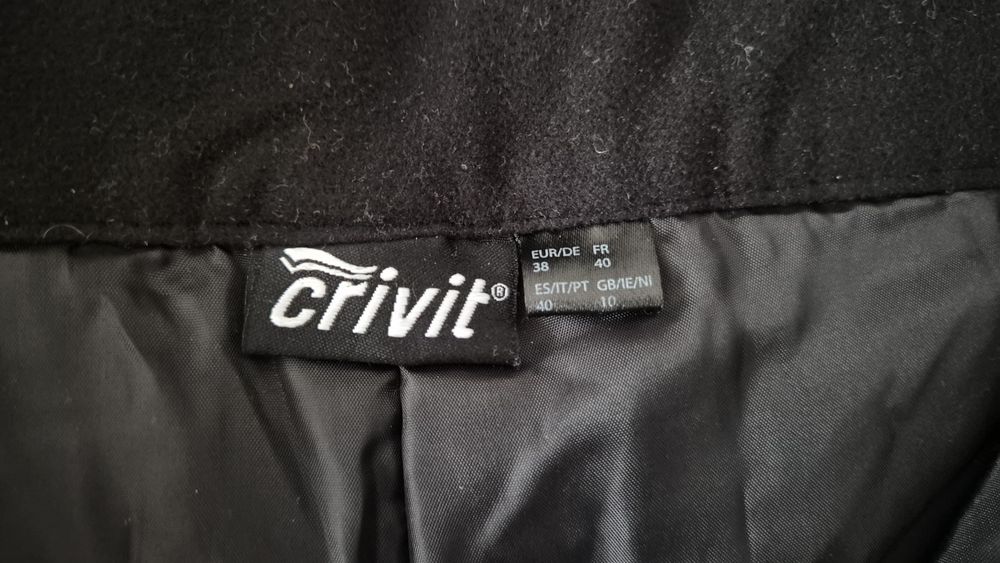 crivit®
EUR/DE FR
38 40
ES/IT/PT GB/IE/NI
40 10